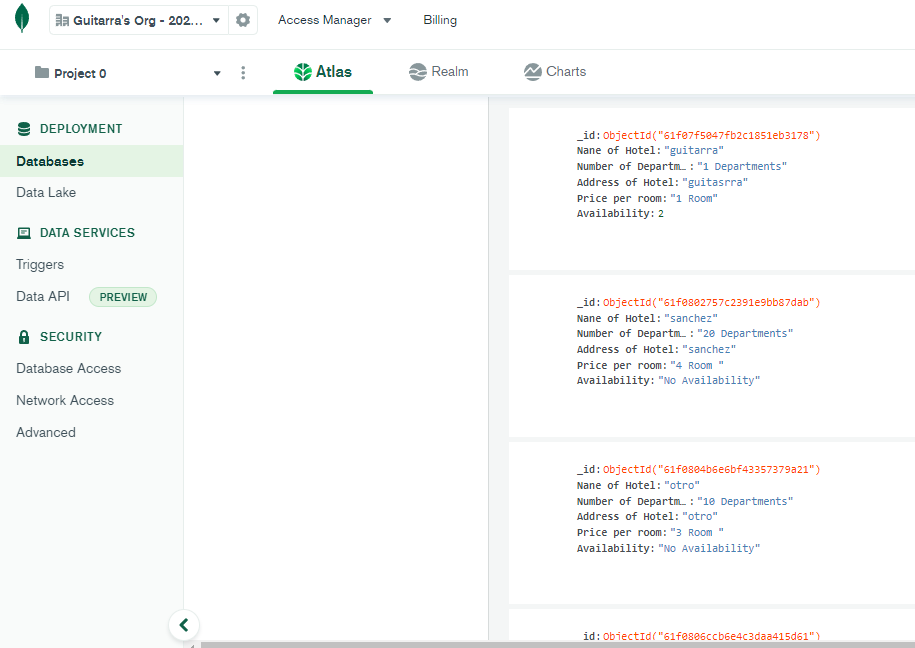 Guitarra's Org - 202...
Access Manager
Billing
Project 0
Atlas
Realm
Charts
DEPLOYMENT
Databases
Data Lake
DATA SERVICES
Triggers
Data API
PREVIEW
SECURITY
Database Access
Network Access
Advanced
_id: ObjectId("61f07f5047fb2c1851eb3178")
Nane of Hotel: "guitarra"
Number of Departm… : "1 Departments"
Address of Hotel: "guitasrra"
Price per room: "1 Room"
Availability: 2
_id: ObjectId("61f0802757c2391e9bb87dab")
Nane of Hotel: "sanchez"
Number of Departm… : "20 Departments"
Address of Hotel: "sanchez"
Price per room: "4 Room "
Availability: "No Availability"
_id: ObjectId("61f0804b6e6bf43357379a21")
Nane of Hotel: "otro"
Number of Departm… : "10 Departments"
Address of Hotel: "otro"
Price per room: "3 Room "
Availability: "No Availability"
_id: ObjectId("61f0806ccb6e4c3daa415d61")